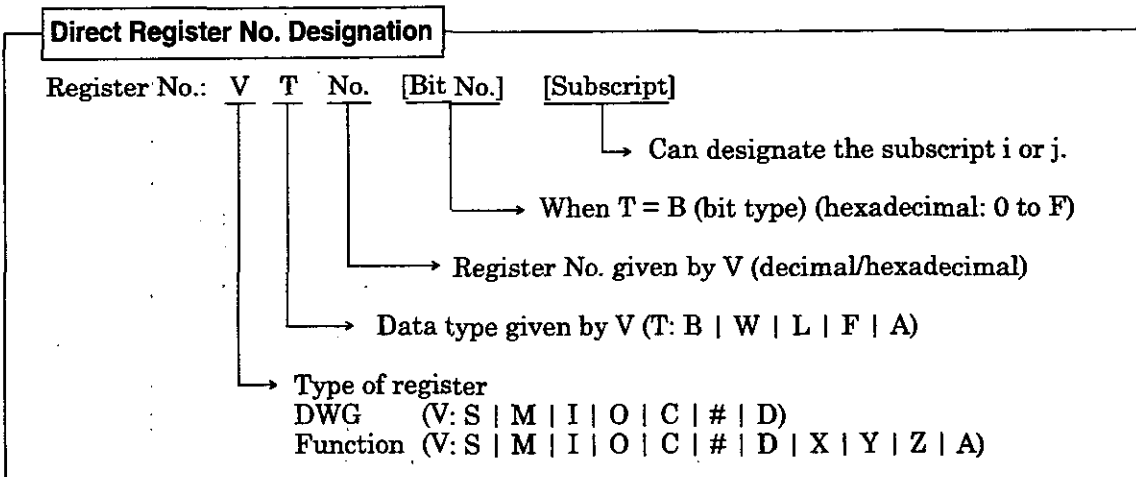 Direct Register No. Designation
Register No.: V T No. [Bit No.] [Subscript]
Can designate the subscript i or j.
When T = B (bit type) (hexadecimal: 0 to F)
Register No. given by V (decimal/hexadecimal)
Data type given by V (T: B | W | L | F | A)
Type of register
DWG (V: S | M | I | O | C | # | D)
Function (V: S | M | I | O | C | # | D | X | Y | Z | A)